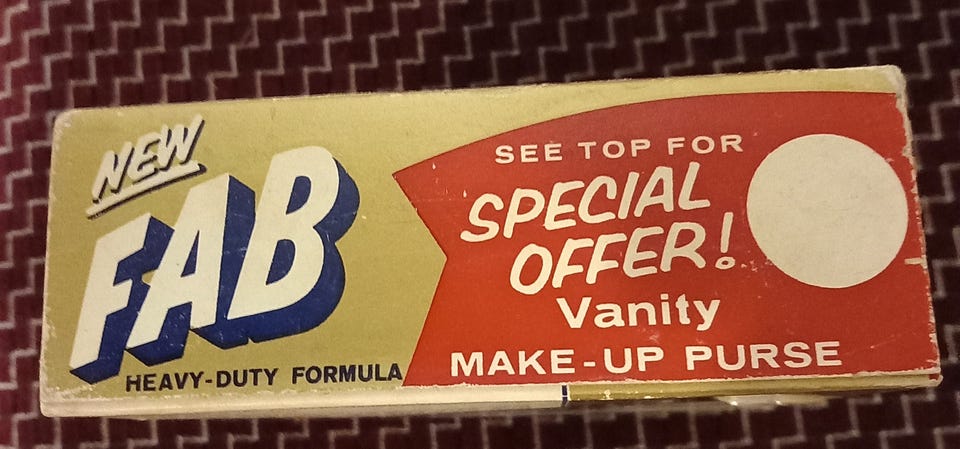 NEW
FAB
HEAVY-DUTY FORMULA
SEE TOP FOR
SPECIAL
OFFER!
Vanity
MAKE-UP PURSE